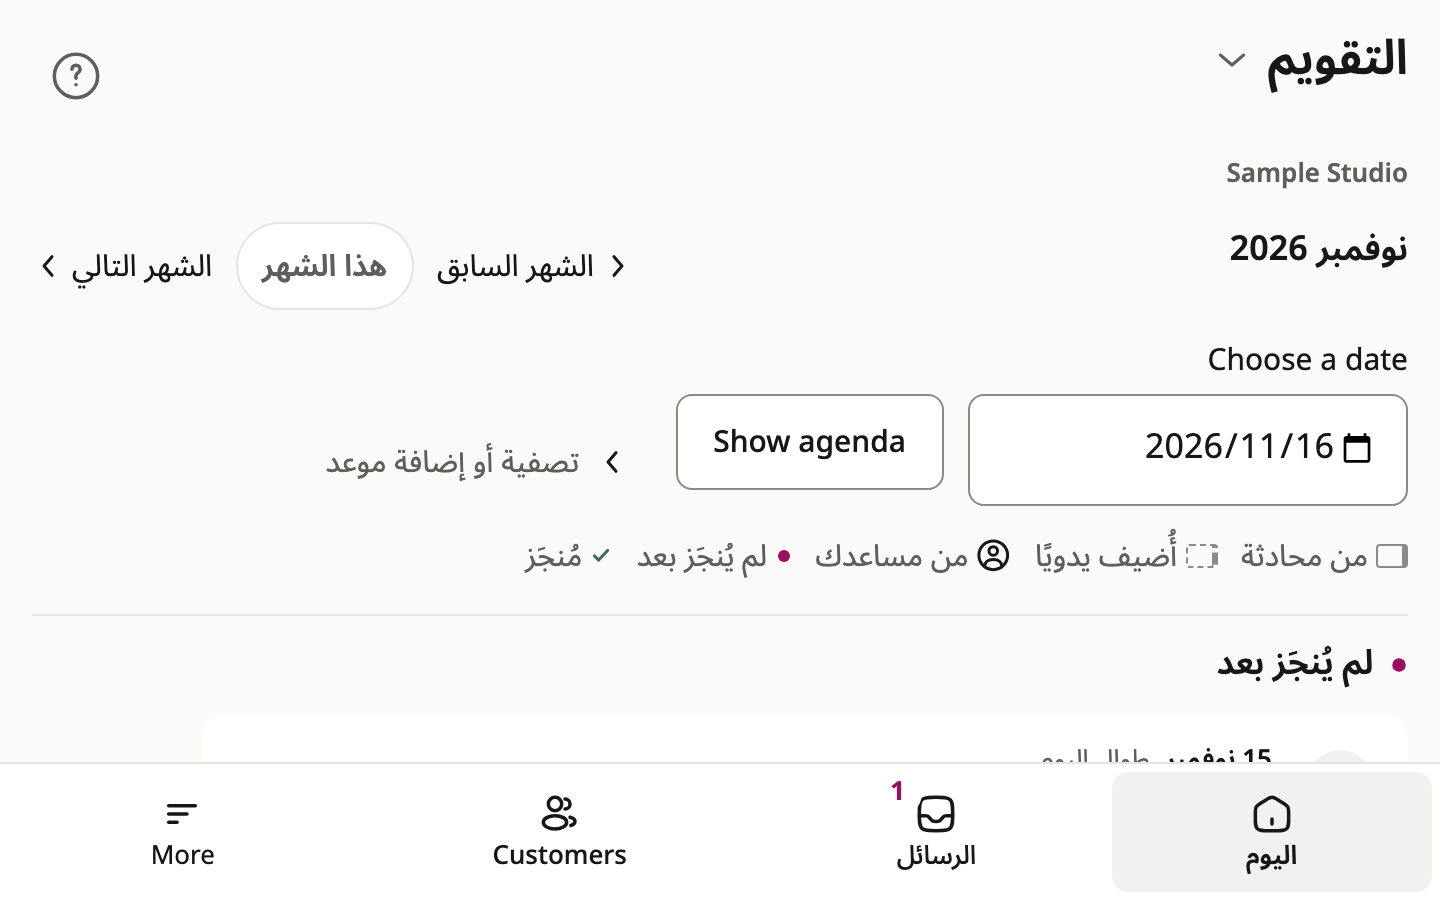 التقويم
Sample Studio
نوفمبر 2026
الشهر السابق
هذا الشهر
الشهر التالي
Choose a date
2026/11/16
Show agenda
تصفية أو إضافة موعد
من محادثة
أُضيف يدويًا
من مساعدك
لم يُنجَز بعد
مُنجَز
لم يُنجَز بعد
15 نوفمبر طوال اليوم
اليوم
الرسائل 1
Customers
More